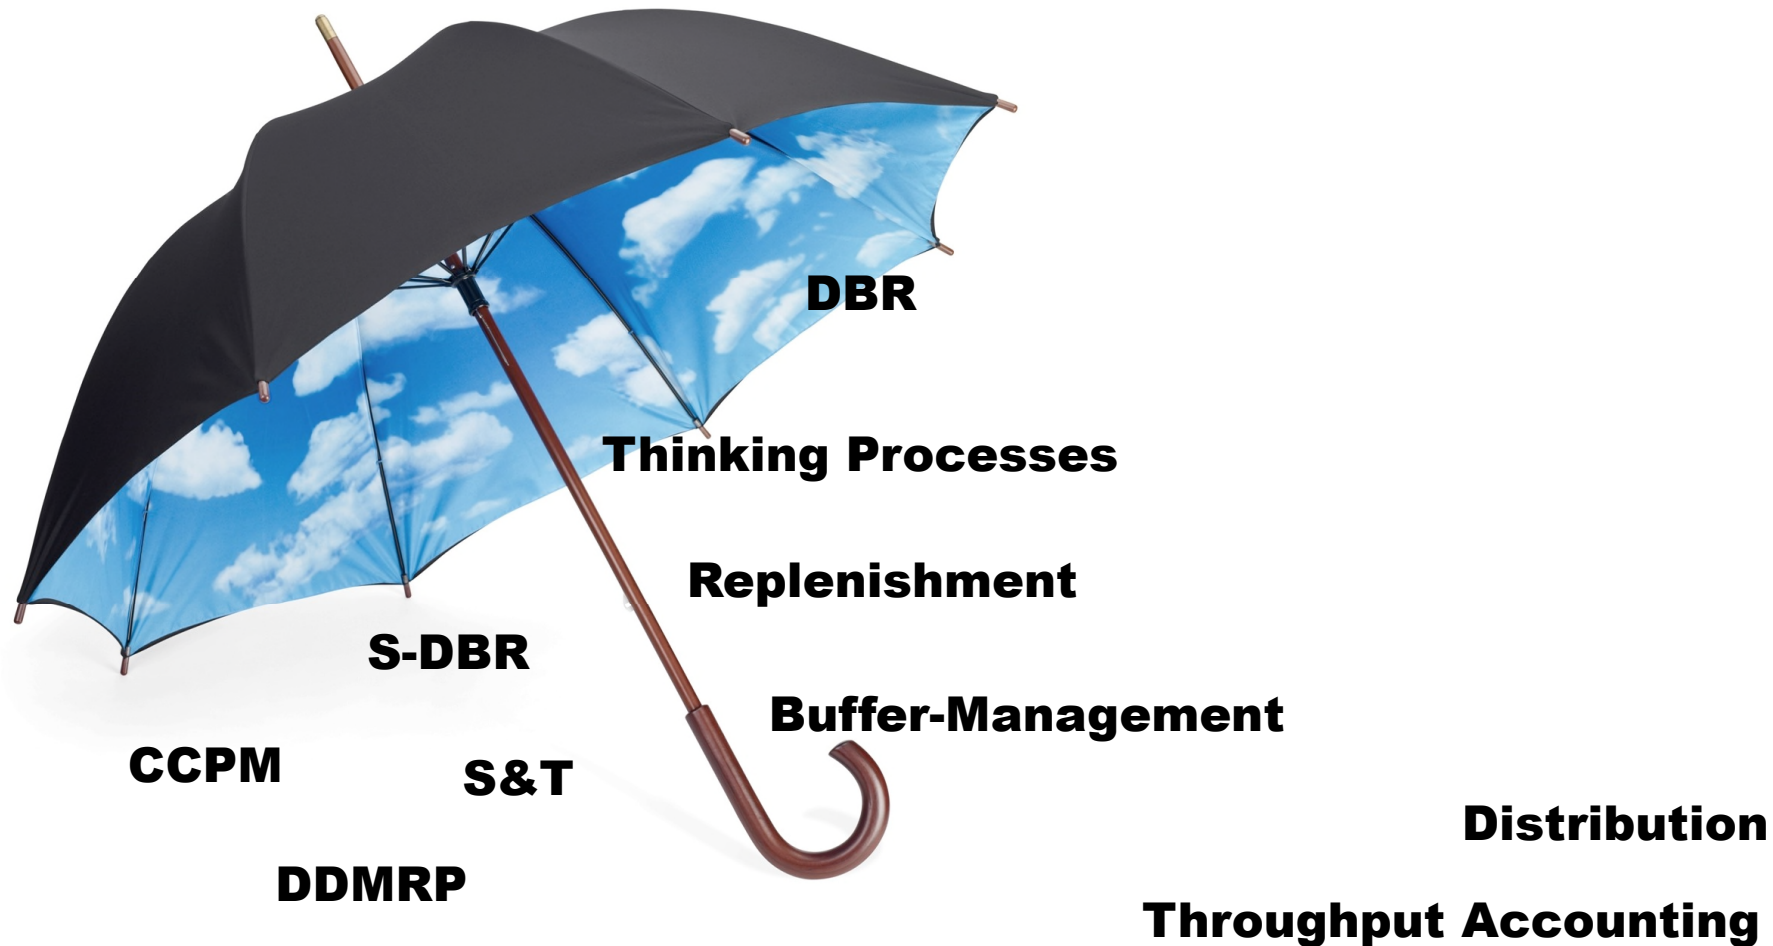 DBR
Thinking Processes
Replenishment
S-DBR
Buffer-Management
CCPM
S&T
Distribution
DDMRP
Throughput Accounting